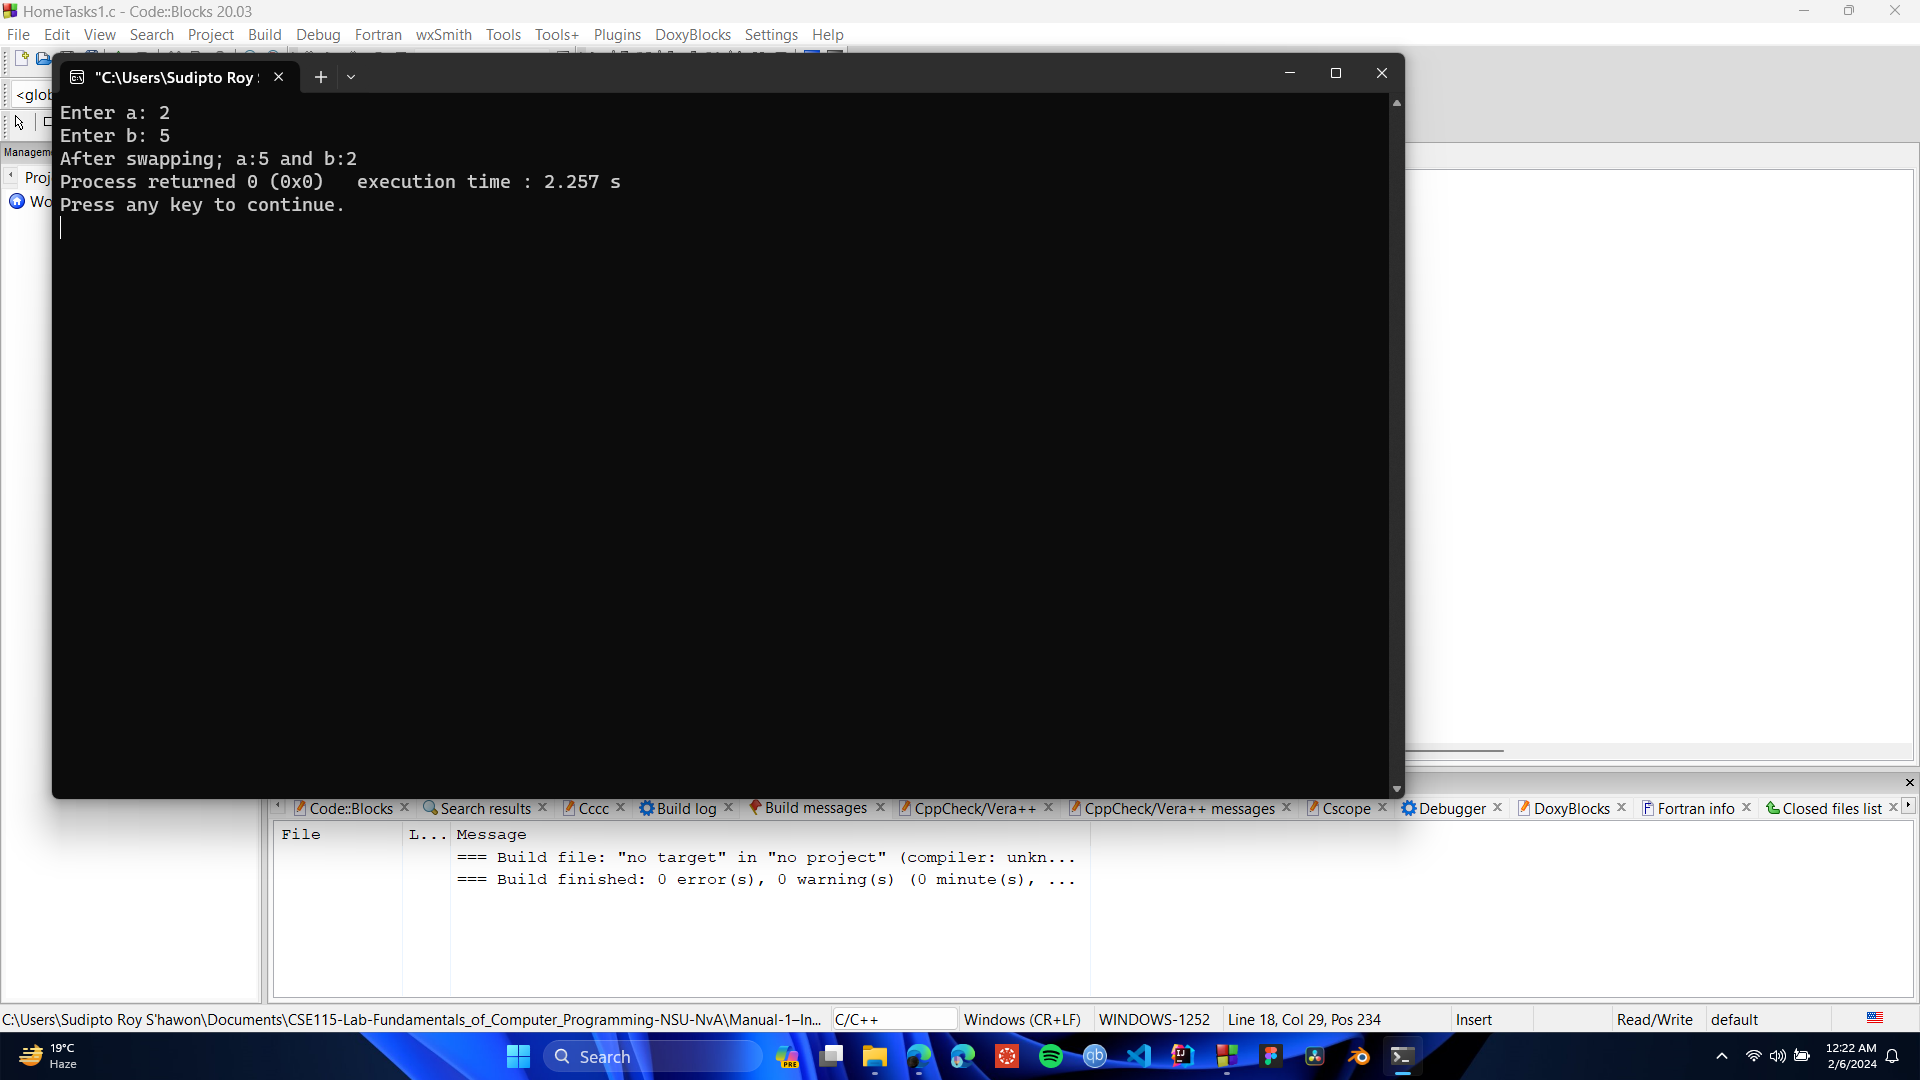 HomeTasks1.c - Code::Blocks 20.03
File Edit View Search Project Build Debug Fortran wxSmith Tools Tools+ Plugins DoxyBlocks Settings Help
"C:\Users\Sudipto Roy
<glob
Enter a: 2
Enter b: 5
After swapping; a:5 and b:2
Process returned 0 (0x0)   execution time : 2.257 s
Press any key to continue.
Managem
Proj
Wo
Code::Blocks Search results Cccc Build log Build messages CppCheck/Vera++ CppCheck/Vera++ messages Cscope Debugger DoxyBlocks Fortran info Closed files list
File L... Message
=== Build file: "no target" in "no project" (compiler: unkn...
=== Build finished: 0 error(s), 0 warning(s) (0 minute(s), ...
C:\Users\Sudipto Roy S'hawon\Documents\CSE115-Lab-Fundamentals_of_Computer_Programming-NSU-NvA\Manual-1–In... C/C++ Windows (CR+LF) WINDOWS-1252 Line 18, Col 29, Pos 234 Insert Read/Write default
19°C
Haze
Search
PRE
qb
12:22 AM
2/6/2024